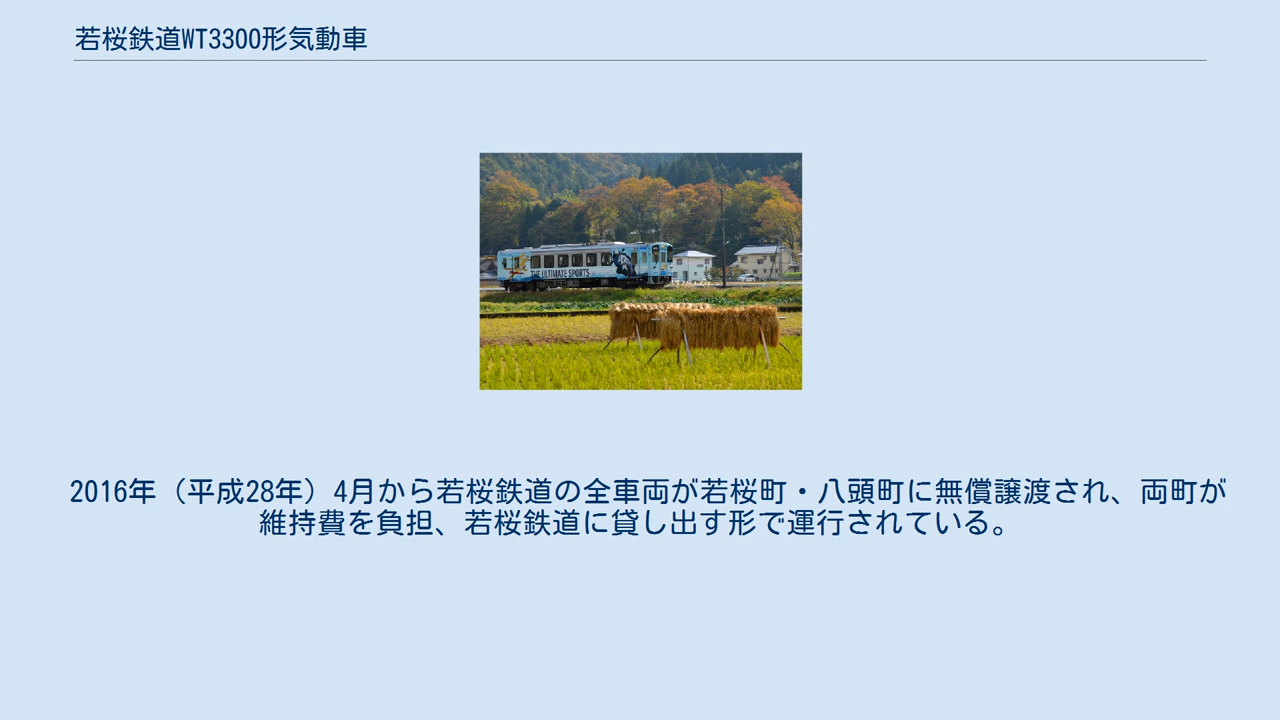 若桜鉄道WT3300形気動車
THE ULTIMATE SPORTS
2016年（平成28年）4月から若桜鉄道の全車両が若桜町・八頭町に無償譲渡され、両町が
維持費を負担、若桜鉄道に貸し出す形で運行されている。